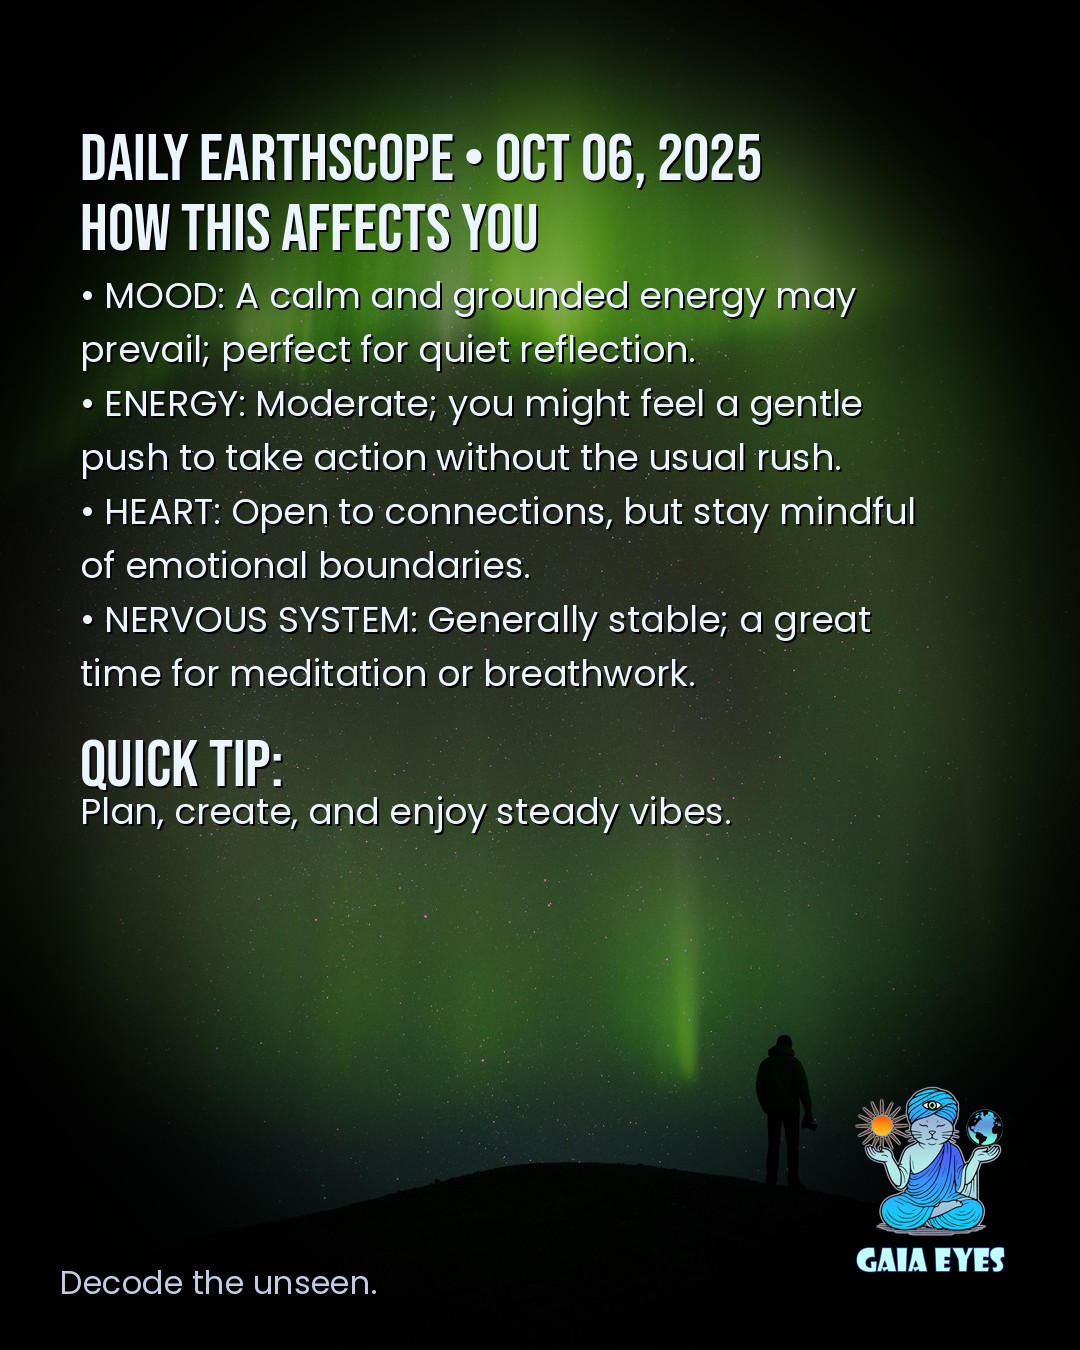 DAILY EARTHSCOPE • OCT 06, 2025
HOW THIS AFFECTS YOU
• MOOD: A calm and grounded energy may
prevail; perfect for quiet reflection.
• ENERGY: Moderate; you might feel a gentle
push to take action without the usual rush.
• HEART: Open to connections, but stay mindful
of emotional boundaries.
• NERVOUS SYSTEM: Generally stable; a great
time for meditation or breathwork.
QUICK TIP:
Plan, create, and enjoy steady vibes.
GAIA EYES
Decode the unseen.